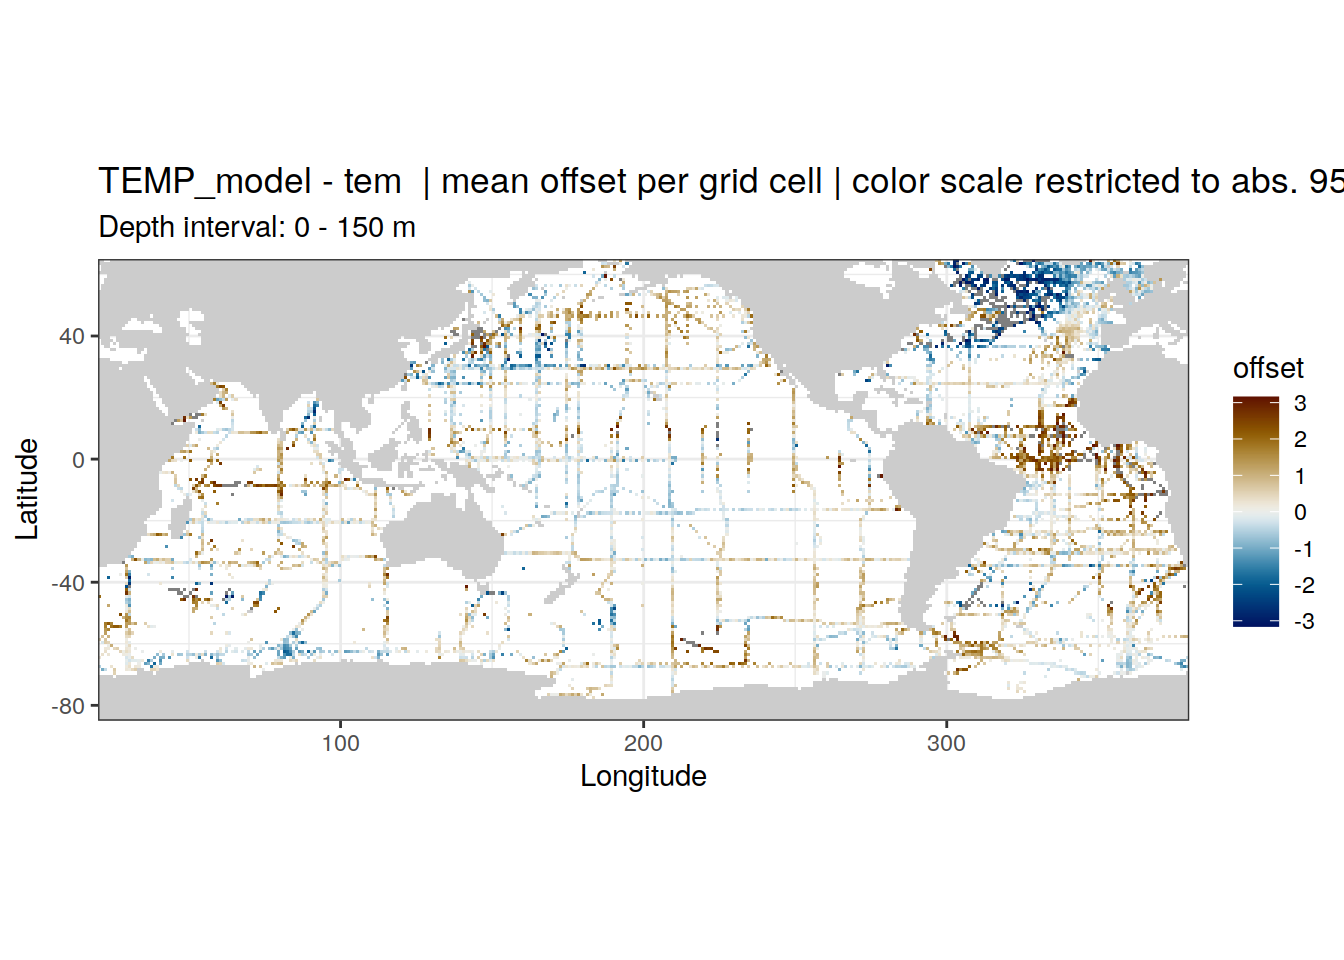 TEMP_model - tem  | mean offset per grid cell | color scale restricted to abs. 95
Depth interval: 0 - 150 m
offset
3
2
1
0
-1
-2
-3
Latitude
40
0
-40
-80
100
200
300
Longitude